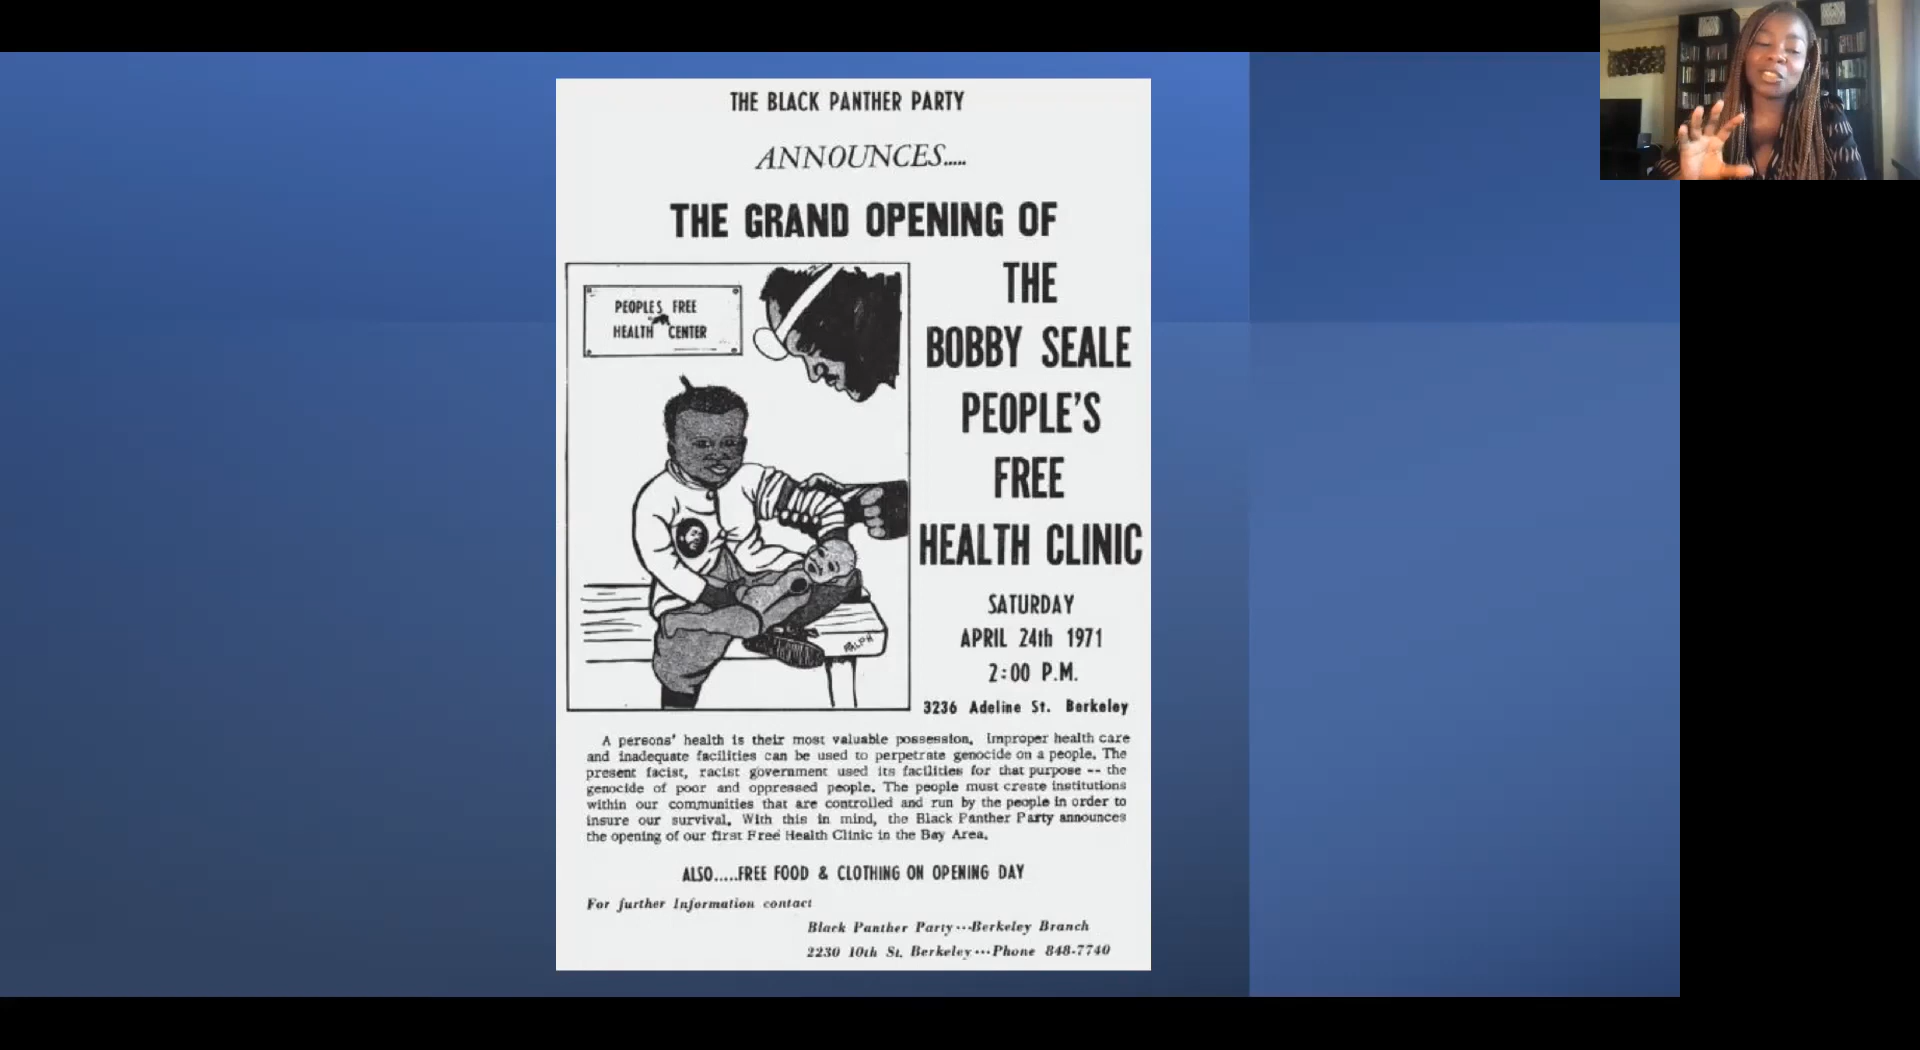 THE BLACK PANTHER PARTY
ANNOUNCES.....
THE GRAND OPENING OF
THE
BOBBY SEALE
PEOPLE'S
FREE
HEALTH CLINIC
PEOPLES FREE
HEALTH CENTER
RALPH
SATURDAY
APRIL 24th 1971
2:00 P.M.
3236 Adeline St. Berkeley
A persons' health is their most valuable possession. Improper health care
and inadequate facilities can be used to perpetrate genocide on a people. The
present facist, racist government used its facilities for that purpose -- the
genocide of poor and oppressed people. The people must create institutions
within our communities that are controlled and run by the people in order to
insure our survival. With this in mind, the Black Panther Party announces
the opening of our first Free Health Clinic in the Bay Area.
ALSO.....FREE FOOD & CLOTHING ON OPENING DAY
For further Information contact
Black Panther Party···Berkeley Branch
2230 10th St. Berkeley···Phone 848-7740